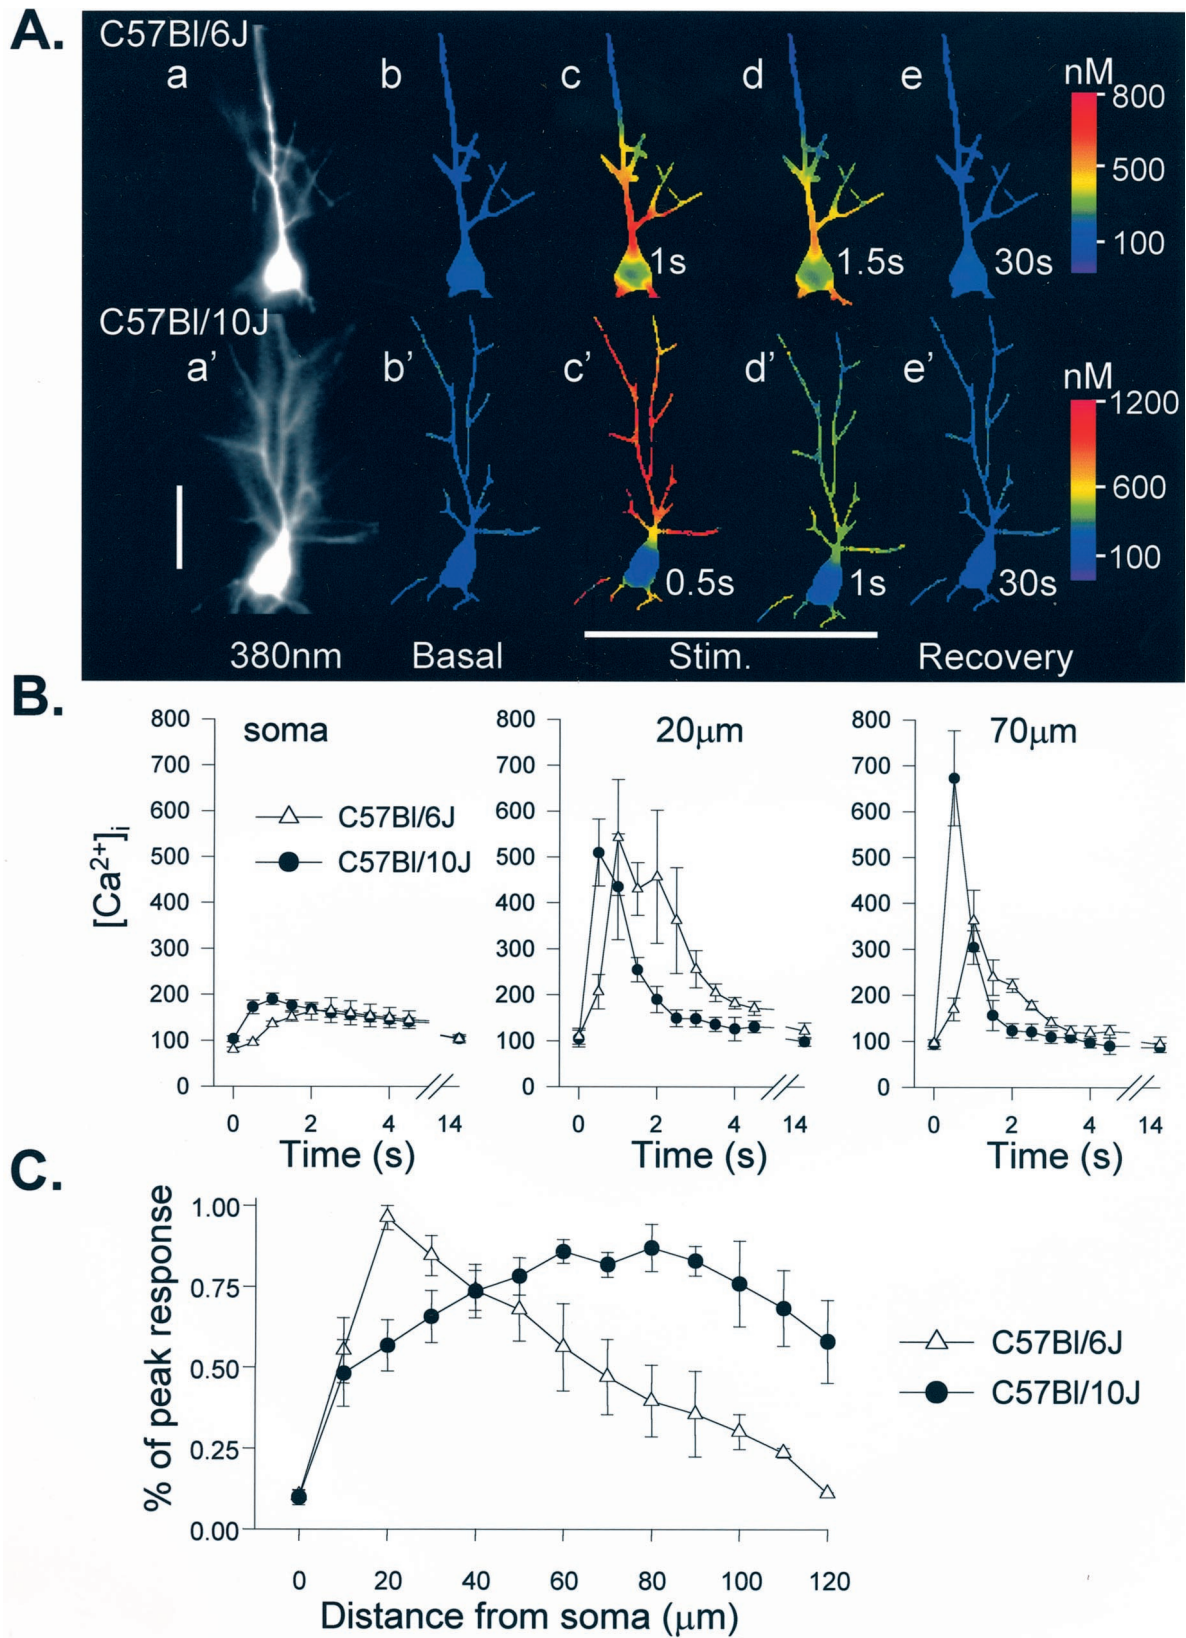 A.
C57Bl/6J
a b c d e nM
800
500
100
1s 1.5s 30s
C57Bl/10J
a' b' c' d' e' nM
1200
600
100
0.5s 1s 30s
380nm Basal Stim. Recovery
B.
soma 20μm 70μm
800 800 800
700 700 700
600 600 600
500 500 500
400 400 400
300 300 300
200 200 200
100 100 100
0 0 0
[Ca2+]i
C57Bl/6J
C57Bl/10J
0 2 4 14 0 2 4 14 0 2 4 14
Time (s) Time (s) Time (s)
C.
% of peak response
1.00
0.75
0.50
0.25
0.00
C57Bl/6J
C57Bl/10J
0 20 40 60 80 100 120
Distance from soma (μm)